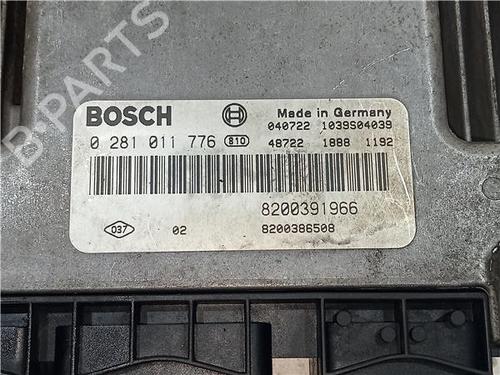 B-PARTS
BOSCH Made in Germany
040722 1039S04039
0 281 011 776 810 48722 1888 1192
8200391966
037 02 8200386508